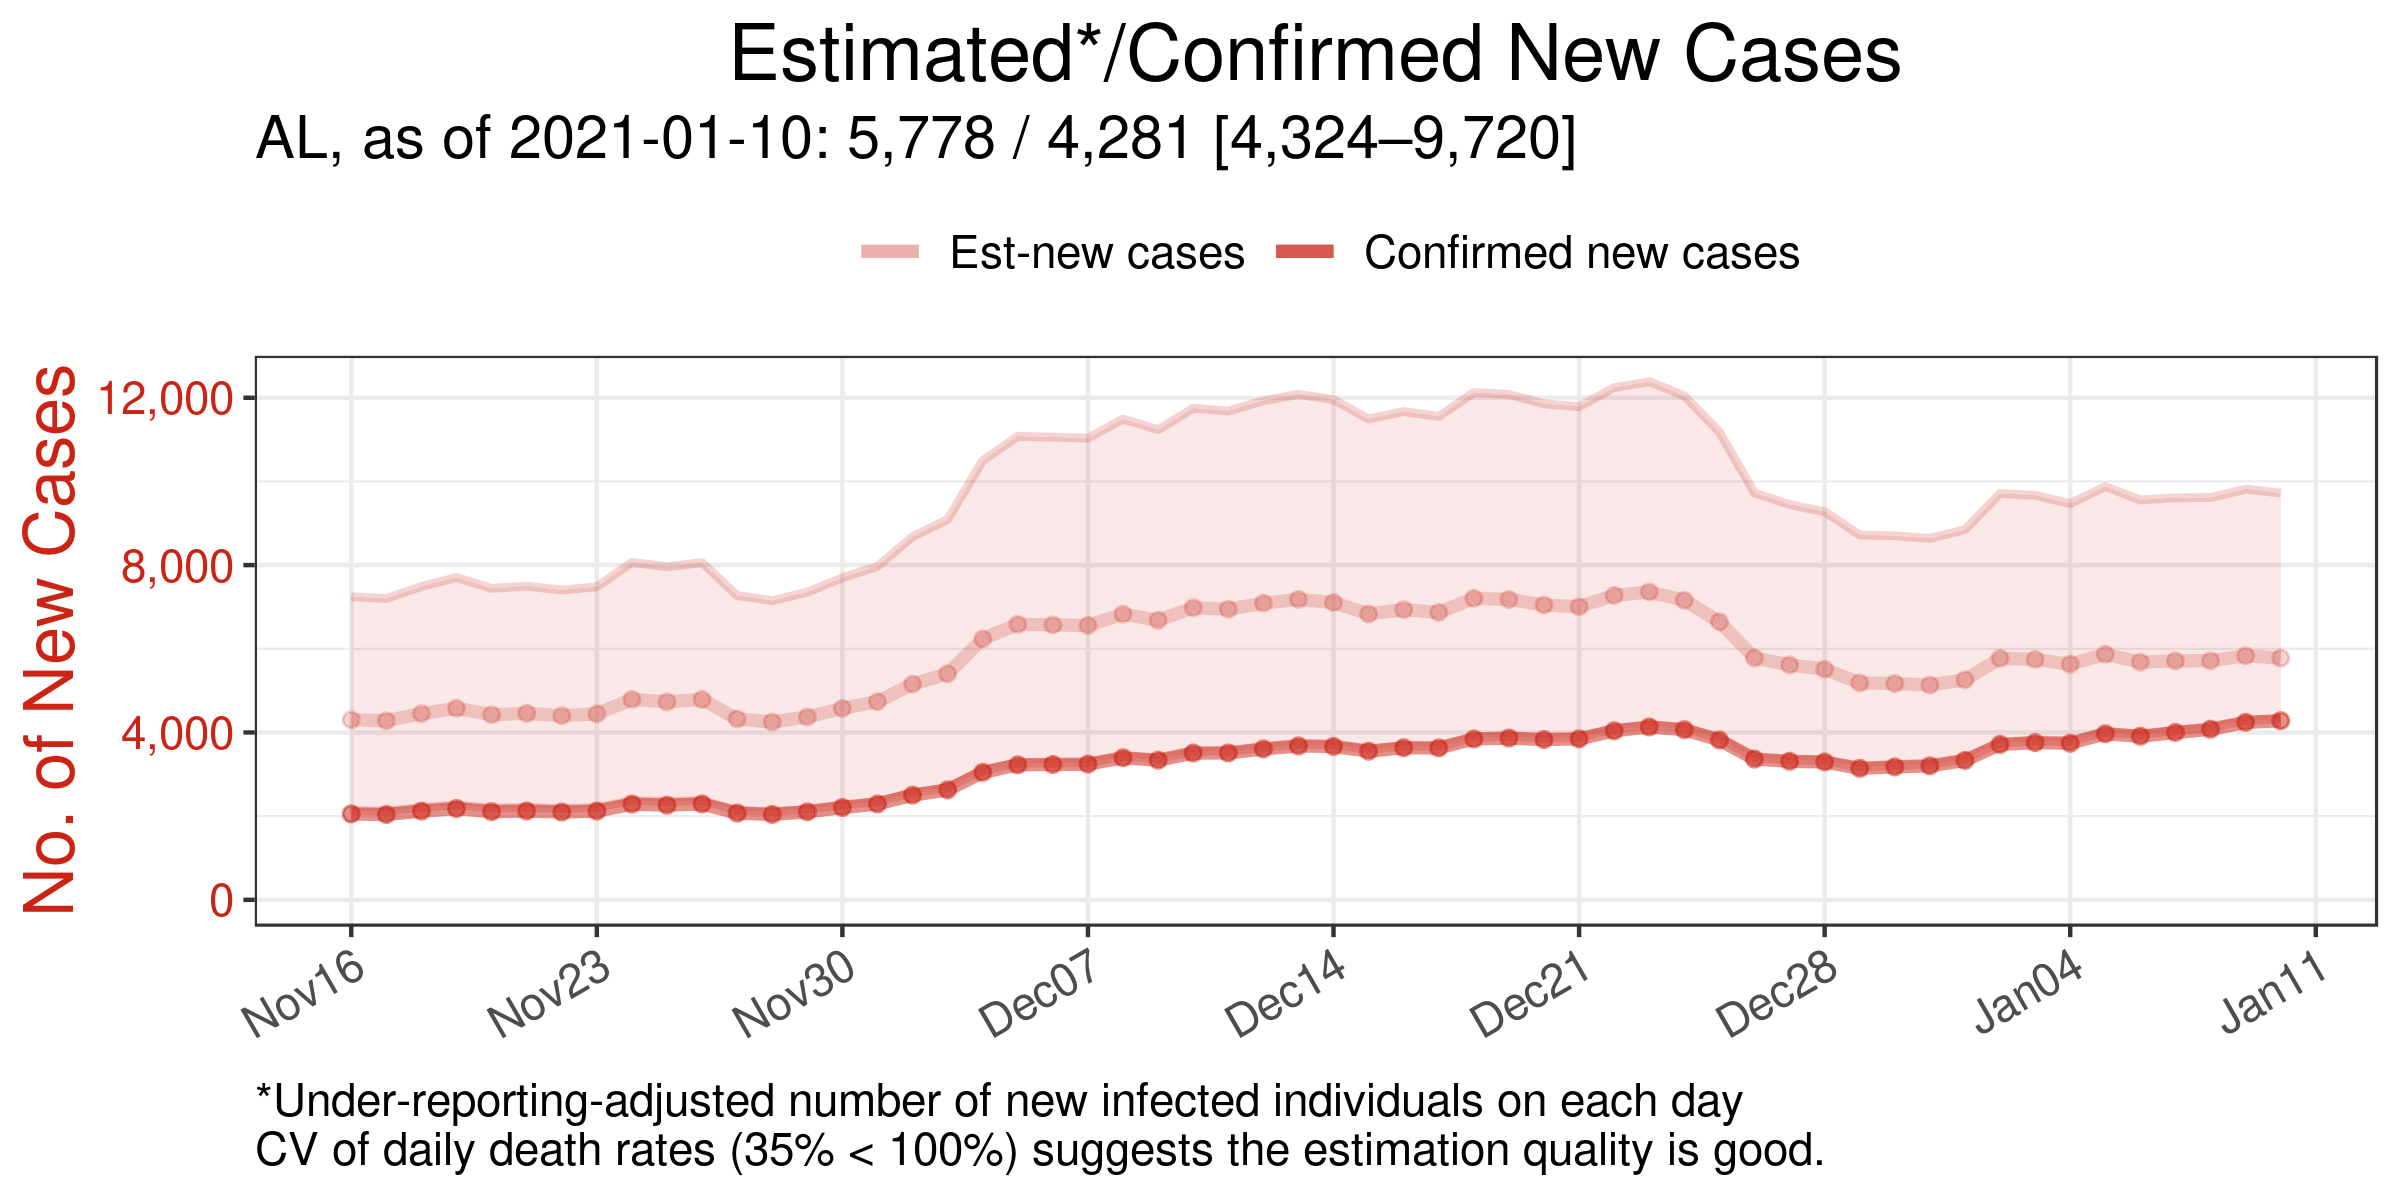 Estimated*/Confirmed New Cases
AL, as of 2021-01-10: 5,778 / 4,281 [4,324–9,720]
Est-new cases
Confirmed new cases
No. of New Cases
12,000
8,000
4,000
0
Nov16
Nov23
Nov30
Dec07
Dec14
Dec21
Dec28
Jan04
Jan11
*Under-reporting-adjusted number of new infected individuals on each day
CV of daily death rates (35% < 100%) suggests the estimation quality is good.